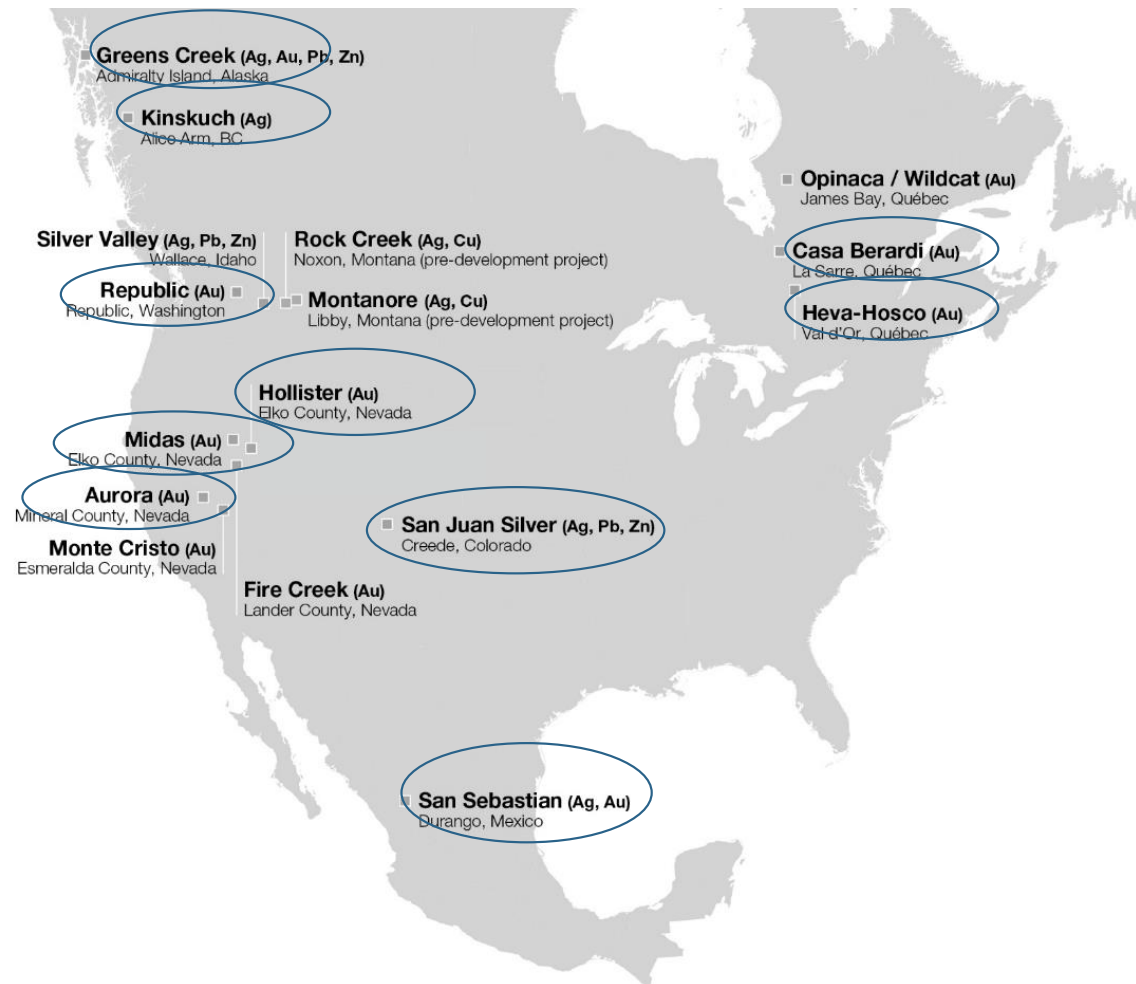 Greens Creek (Ag, Au, Pb, Zn)
Admiralty Island, Alaska
Kinskuch (Ag)
Alice Arm, BC
Opinaca / Wildcat (Au)
James Bay, Québec
Silver Valley (Ag, Pb, Zn)
Wallace, Idaho
Rock Creek (Ag, Cu)
Noxon, Montana (pre-development project)
Casa Berardi (Au)
La Sarre, Québec
Republic (Au)
Republic, Washington
Montanore (Ag, Cu)
Libby, Montana (pre-development project)
Heva-Hosco (Au)
Val d'Or, Québec
Hollister (Au)
Elko County, Nevada
Midas (Au)
Elko County, Nevada
Aurora (Au)
Mineral County, Nevada
San Juan Silver (Ag, Pb, Zn)
Creede, Colorado
Monte Cristo (Au)
Esmeralda County, Nevada
Fire Creek (Au)
Lander County, Nevada
San Sebastian (Ag, Au)
Durango, Mexico